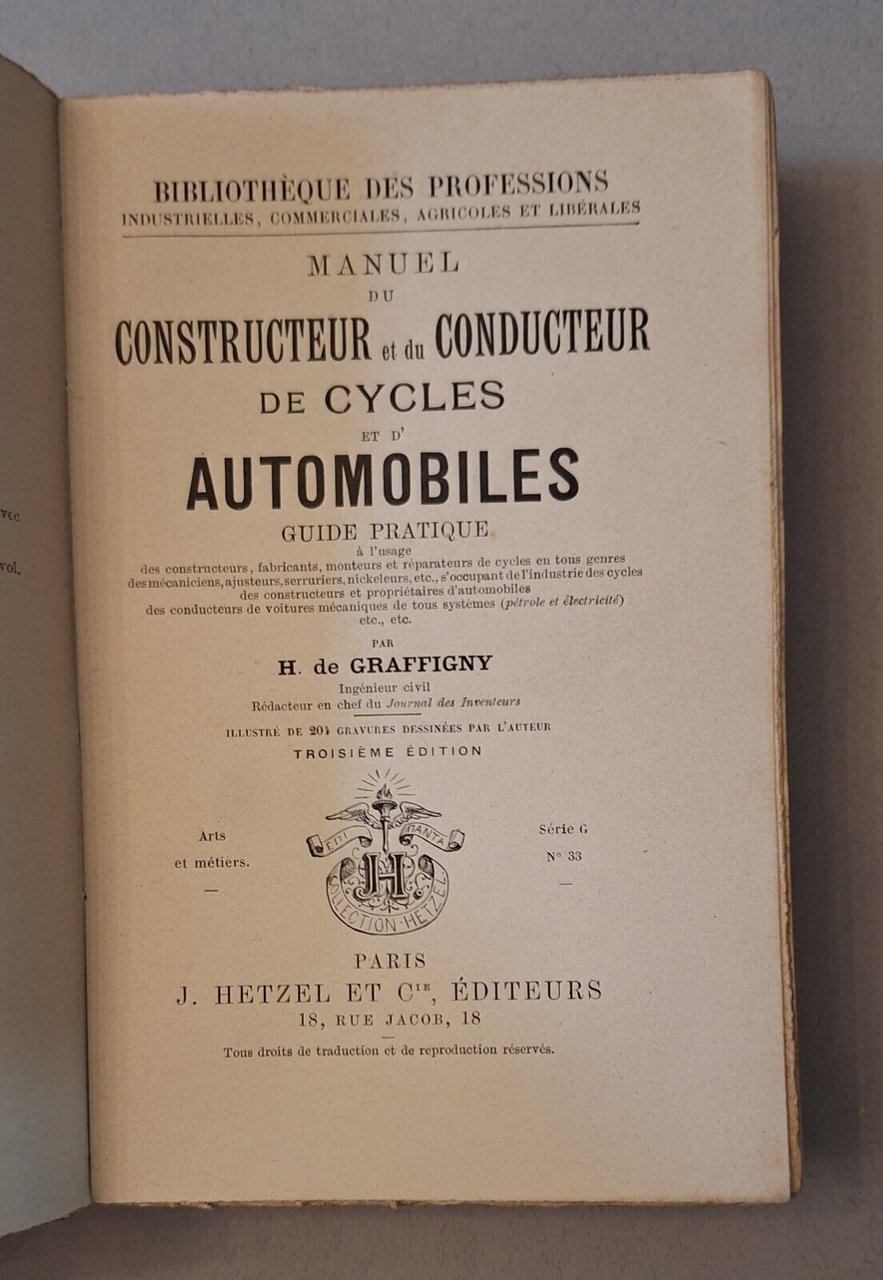 vec
vol.
BIBLIOTHÈQUE DES PROFESSIONS
INDUSTRIELLES, COMMERCIALES, AGRICOLES ET LIBÉRALES
MANUEL
DU
CONSTRUCTEUR et du CONDUCTEUR
DE CYCLES
ET D'
AUTOMOBILES
GUIDE PRATIQUE
à l'usage
des constructeurs, fabricants, monteurs et réparateurs de cycles en tous genres
des mécaniciens, ajusteurs, serruriers, nickeleurs, etc., s'occupant de l'industrie des cycles
des constructeurs et propriétaires d'automobiles
des conducteurs de voitures mécaniques de tous systèmes (pétrole et électricité)
etc., etc.
PAR
H. de GRAFFIGNY
Ingénieur civil
Rédacteur en chef du Journal des Inventeurs
ILLUSTRÉ DE 204 GRAVURES DESSINÉES PAR L'AUTEUR
TROISIÈME ÉDITION
Arts
et métiers.
H
COLLECTION-HETZEL
Série G
N° 33
PARIS
J. HETZEL ET CIE, ÉDITEURS
18, RUE JACOB, 18
Tous droits de traduction et de reproduction réservés.